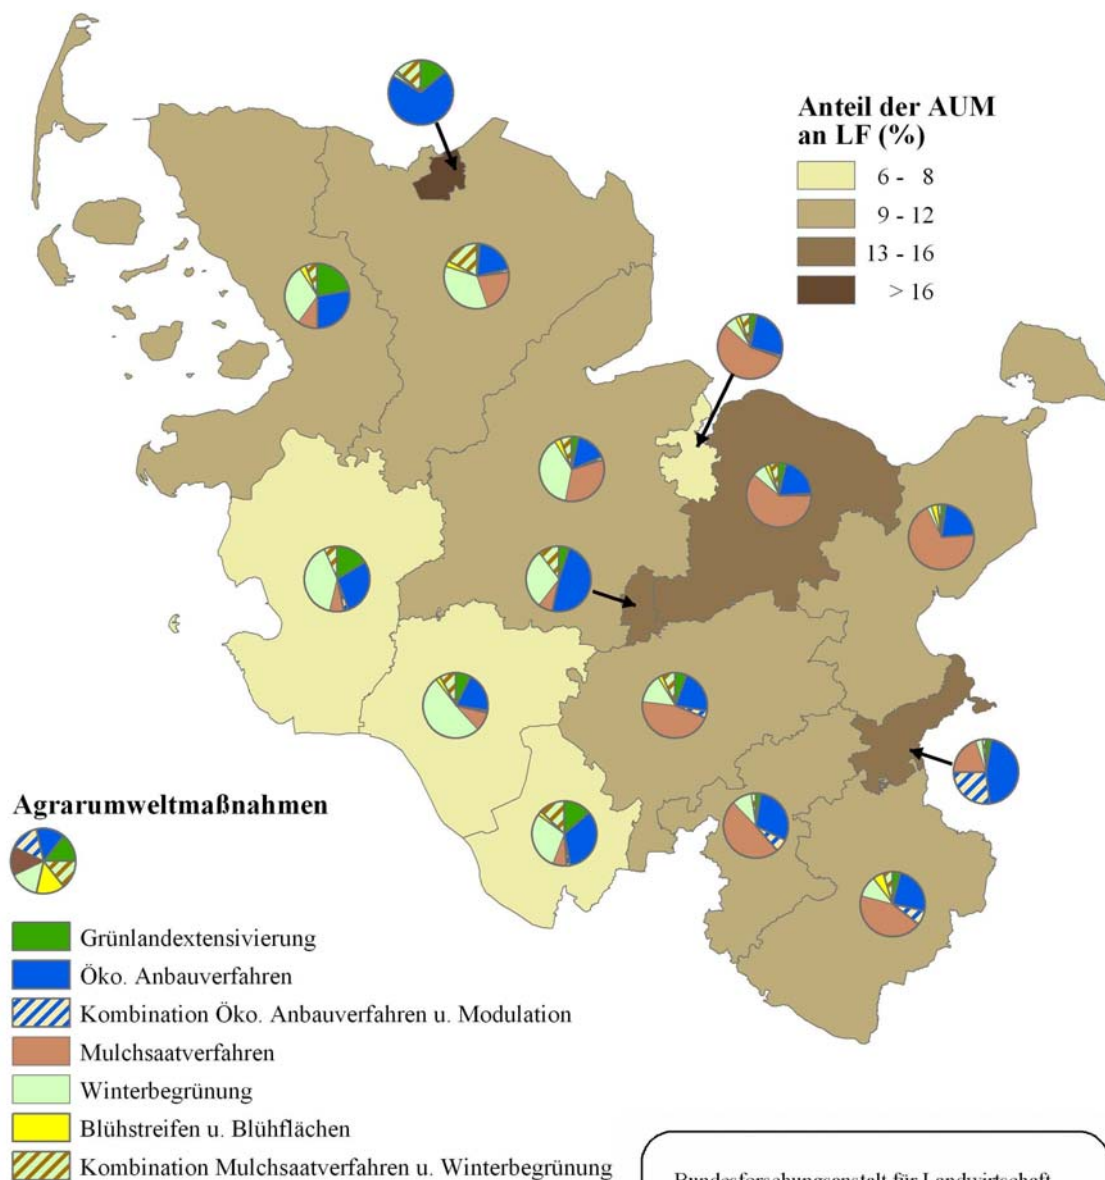 Anteil der AUM
an LF (%)
6 - 8
9 - 12
13 - 16
> 16
Agrarumweltmaßnahmen
Grünlandextensivierung
Öko. Anbauverfahren
Kombination Öko. Anbauverfahren u. Modulation
Mulchsaatverfahren
Winterbegrünung
Blühstreifen u. Blühflächen
Kombination Mulchsaatverfahren u. Winterbegrünung
Bundesforschungsanstalt für Landwirtschaft